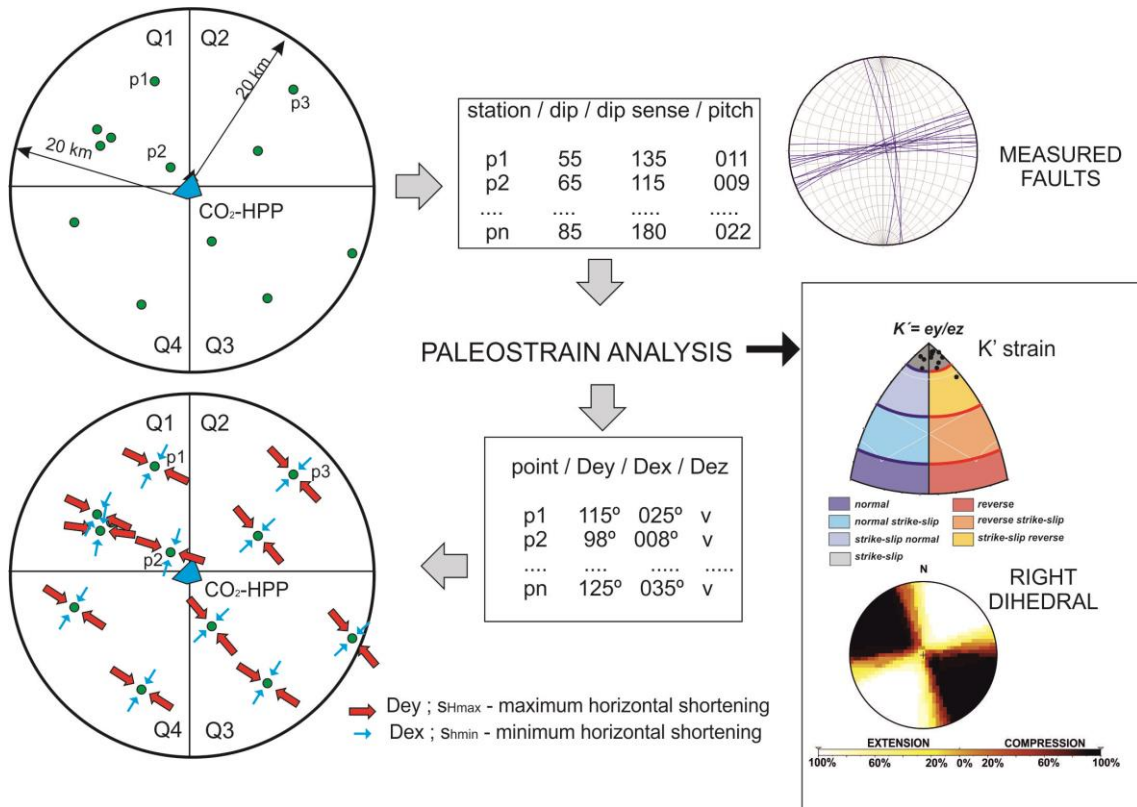 Q1
Q2
p1
20 km
p3
20 km
p2
CO₂-HPP
Q4
Q3
station / dip / dip sense / pitch
p1 55 135 011
p2 65 115 009
.... .... ..... .....
pn 85 180 022
MEASURED
FAULTS
PALEOSTRAIN ANALYSIS
K´= ey/ez
K' strain
normal
reverse
normal strike-slip
reverse strike-slip
strike-slip normal
strike-slip reverse
strike-slip
N
RIGHT
DIHEDRAL
EXTENSION COMPRESSION
100% 60% 20% 0% 20% 60% 100%
point / Dey / Dex / Dez
p1 115º 025º v
p2 98º 008º v
.... .... ..... .....
pn 125º 035º v
Q1
Q2
p1
p3
p2
CO₂-HPP
Q4
Q3
Dey ; sHmax - maximum horizontal shortening
Dex ; shmin - minimum horizontal shortening